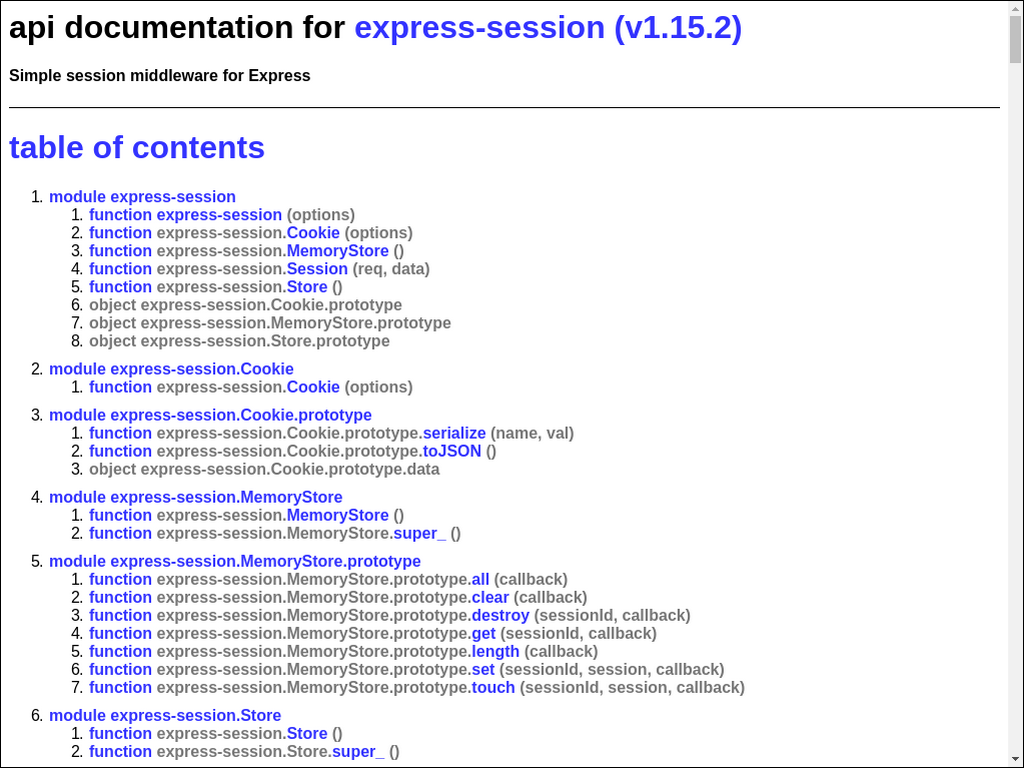 api documentation for express-session (v1.15.2)
Simple session middleware for Express
table of contents
1. module express-session
1. function express-session (options)
2. function express-session.Cookie (options)
3. function express-session.MemoryStore ()
4. function express-session.Session (req, data)
5. function express-session.Store ()
6. object express-session.Cookie.prototype
7. object express-session.MemoryStore.prototype
8. object express-session.Store.prototype
2. module express-session.Cookie
1. function express-session.Cookie (options)
3. module express-session.Cookie.prototype
1. function express-session.Cookie.prototype.serialize (name, val)
2. function express-session.Cookie.prototype.toJSON ()
3. object express-session.Cookie.prototype.data
4. module express-session.MemoryStore
1. function express-session.MemoryStore ()
2. function express-session.MemoryStore.super_ ()
5. module express-session.MemoryStore.prototype
1. function express-session.MemoryStore.prototype.all (callback)
2. function express-session.MemoryStore.prototype.clear (callback)
3. function express-session.MemoryStore.prototype.destroy (sessionId, callback)
4. function express-session.MemoryStore.prototype.get (sessionId, callback)
5. function express-session.MemoryStore.prototype.length (callback)
6. function express-session.MemoryStore.prototype.set (sessionId, session, callback)
7. function express-session.MemoryStore.prototype.touch (sessionId, session, callback)
6. module express-session.Store
1. function express-session.Store ()
2. function express-session.Store.super_ ()